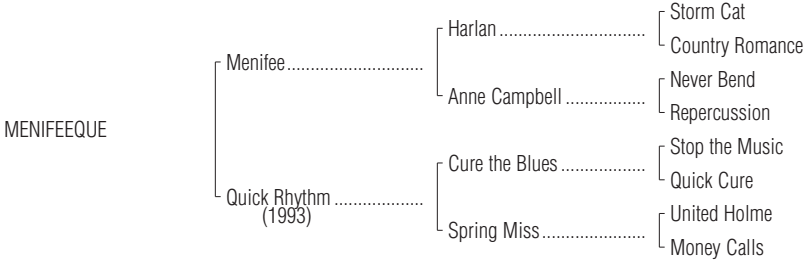 Storm Cat
Harlan ...............................
Country Romance
Menifee.............................
Never Bend
Anne Campbell .................
Repercussion
MENIFEEQUE
Stop the Music
Cure the Blues ..................
Quick Cure
Quick Rhythm ...................
(1993)
United Holme
Spring Miss......................
Money Calls